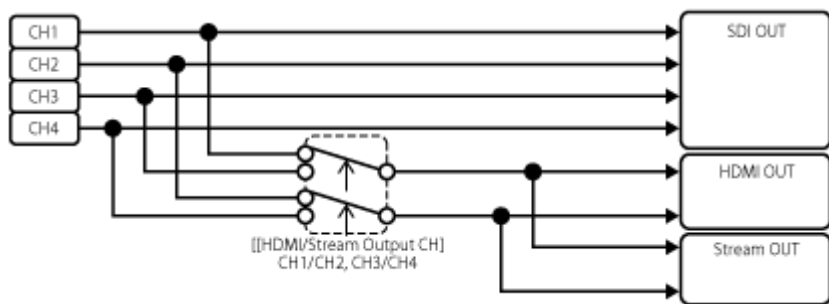 CH1
CH2
CH3
CH4
SDI OUT
HDMI OUT
Stream OUT
[[HDMI/Stream Output CH]
CH1/CH2, CH3/CH4